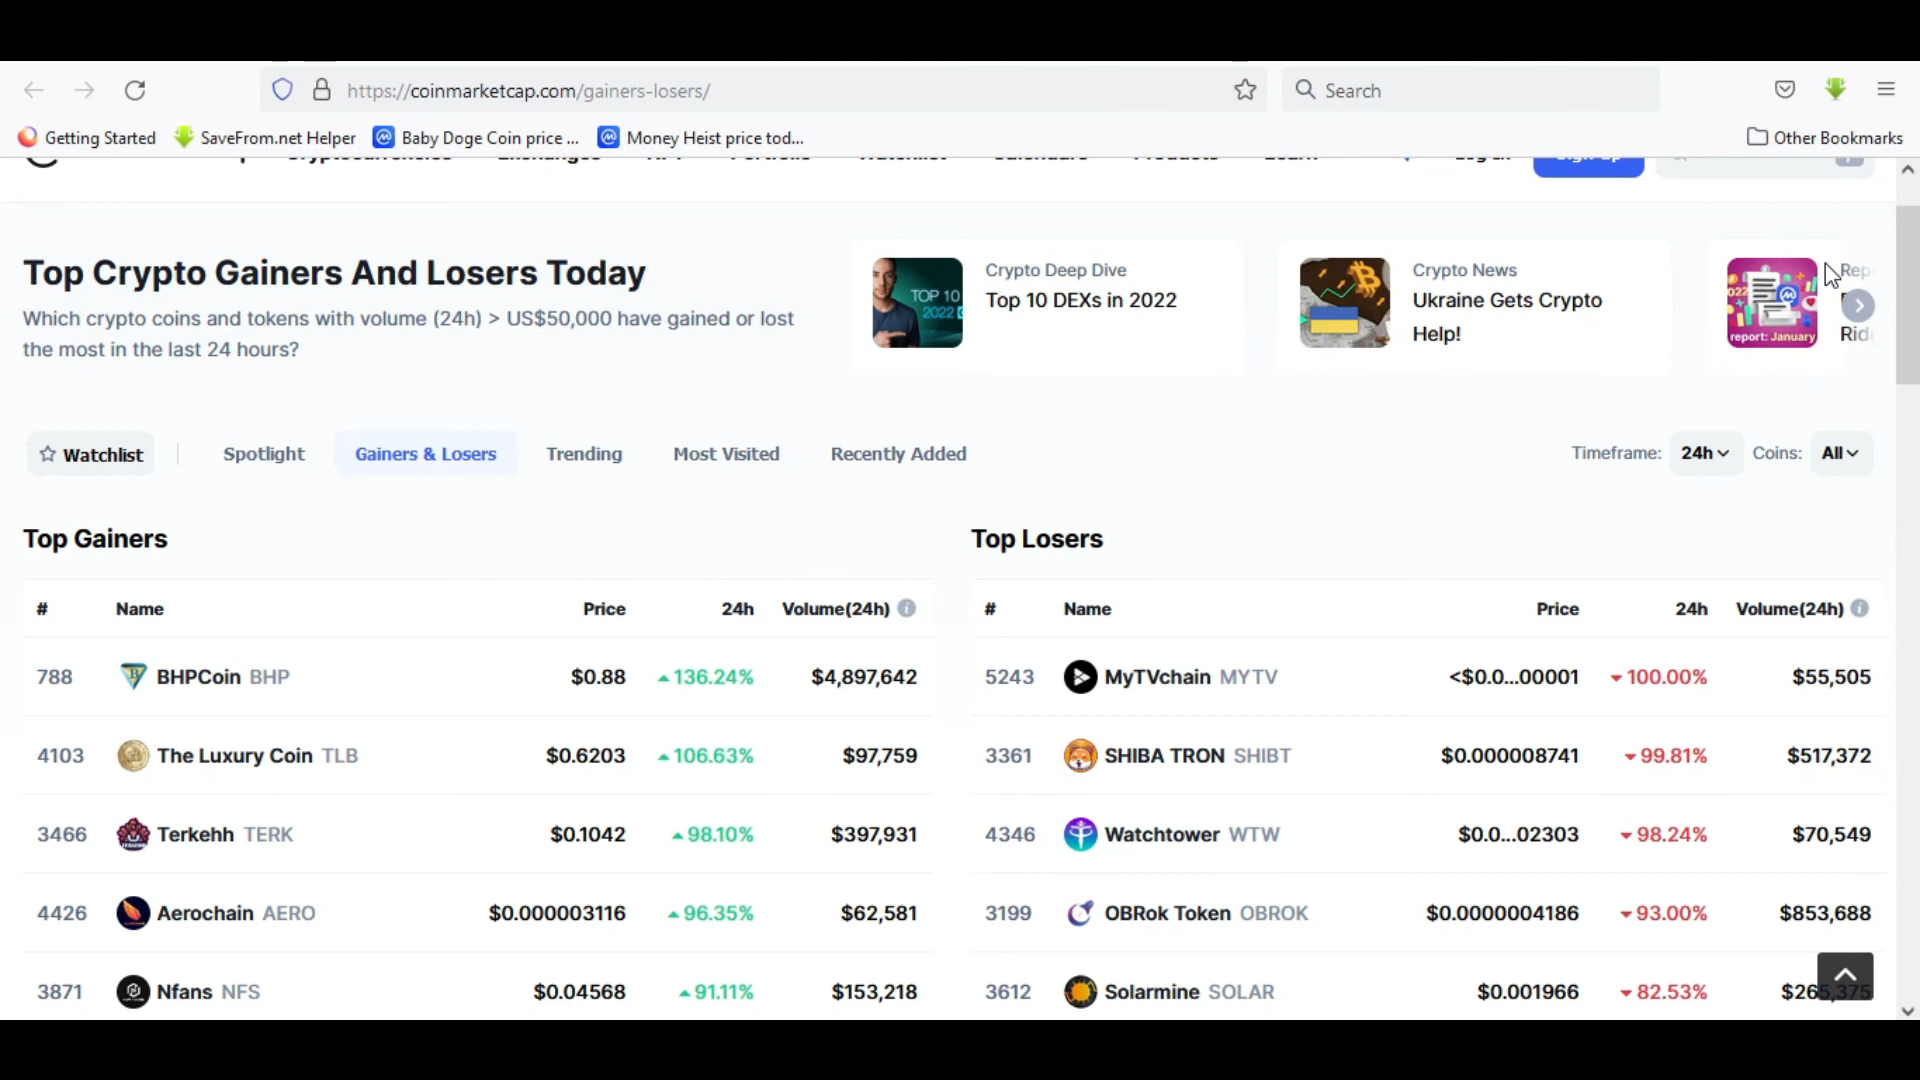 https://coinmarketcap.com/gainers-losers/
Search
Getting Started
SaveFrom.net Helper
Baby Doge Coin price ...
Money Heist price tod...
Other Bookmarks
Top Crypto Gainers And Losers Today
Which crypto coins and tokens with volume (24h) > US$50,000 have gained or lost
the most in the last 24 hours?
TOP 10
2022
Crypto Deep Dive
Top 10 DEXs in 2022
Crypto News
Ukraine Gets Crypto
Help!
report: January
Rep
Rid
Watchlist
Spotlight
Gainers & Losers
Trending
Most Visited
Recently Added
Timeframe: 24h
Coins: All
Top Gainers
# Name Price 24h Volume(24h)
788 BHPCoin BHP $0.88 136.24% $4,897,642
4103 The Luxury Coin TLB $0.6203 106.63% $97,759
3466 Terkehh TERK $0.1042 98.10% $397,931
4426 Aerochain AERO $0.000003116 96.35% $62,581
3871 Nfans NFS $0.04568 91.11% $153,218
Top Losers
# Name Price 24h Volume(24h)
5243 MyTVchain MYTV <$0.0...00001 100.00% $55,505
3361 SHIBA TRON SHIBT $0.000008741 99.81% $517,372
4346 Watchtower WTW $0.0...02303 98.24% $70,549
3199 OBRok Token OBROK $0.0000004186 93.00% $853,688
3612 Solarmine SOLAR $0.001966 82.53% $265,375